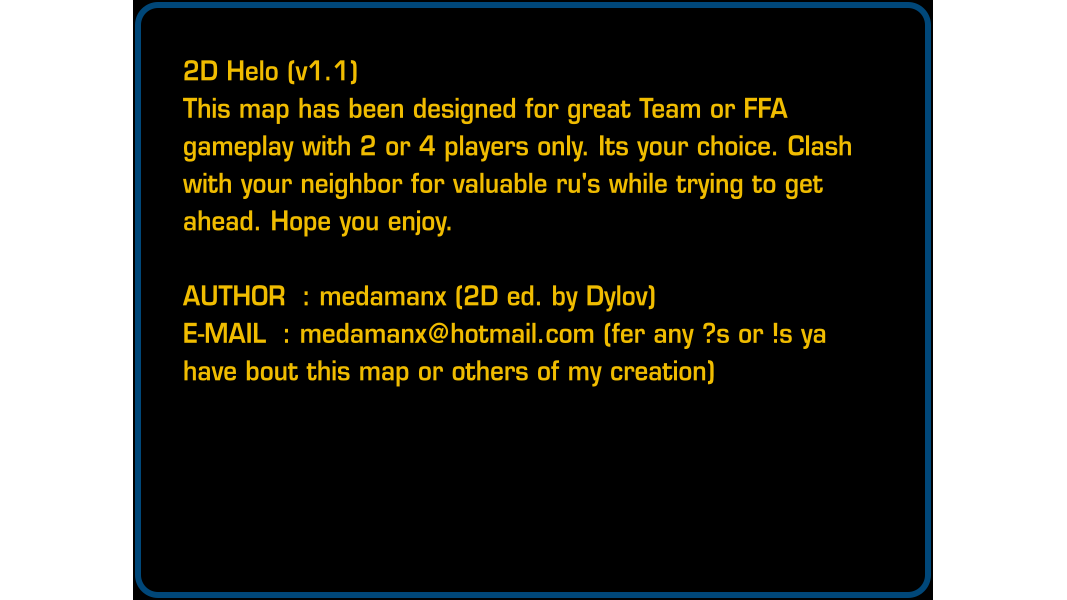 2D Helo (v1.1)
This map has been designed for great Team or FFA
gameplay with 2 or 4 players only. Its your choice. Clash
with your neighbor for valuable ru's while trying to get
ahead. Hope you enjoy.
AUTHOR  : medamanx (2D ed. by Dylov)
E-MAIL  : medamanx@hotmail.com (fer any ?s or !s ya
have bout this map or others of my creation)